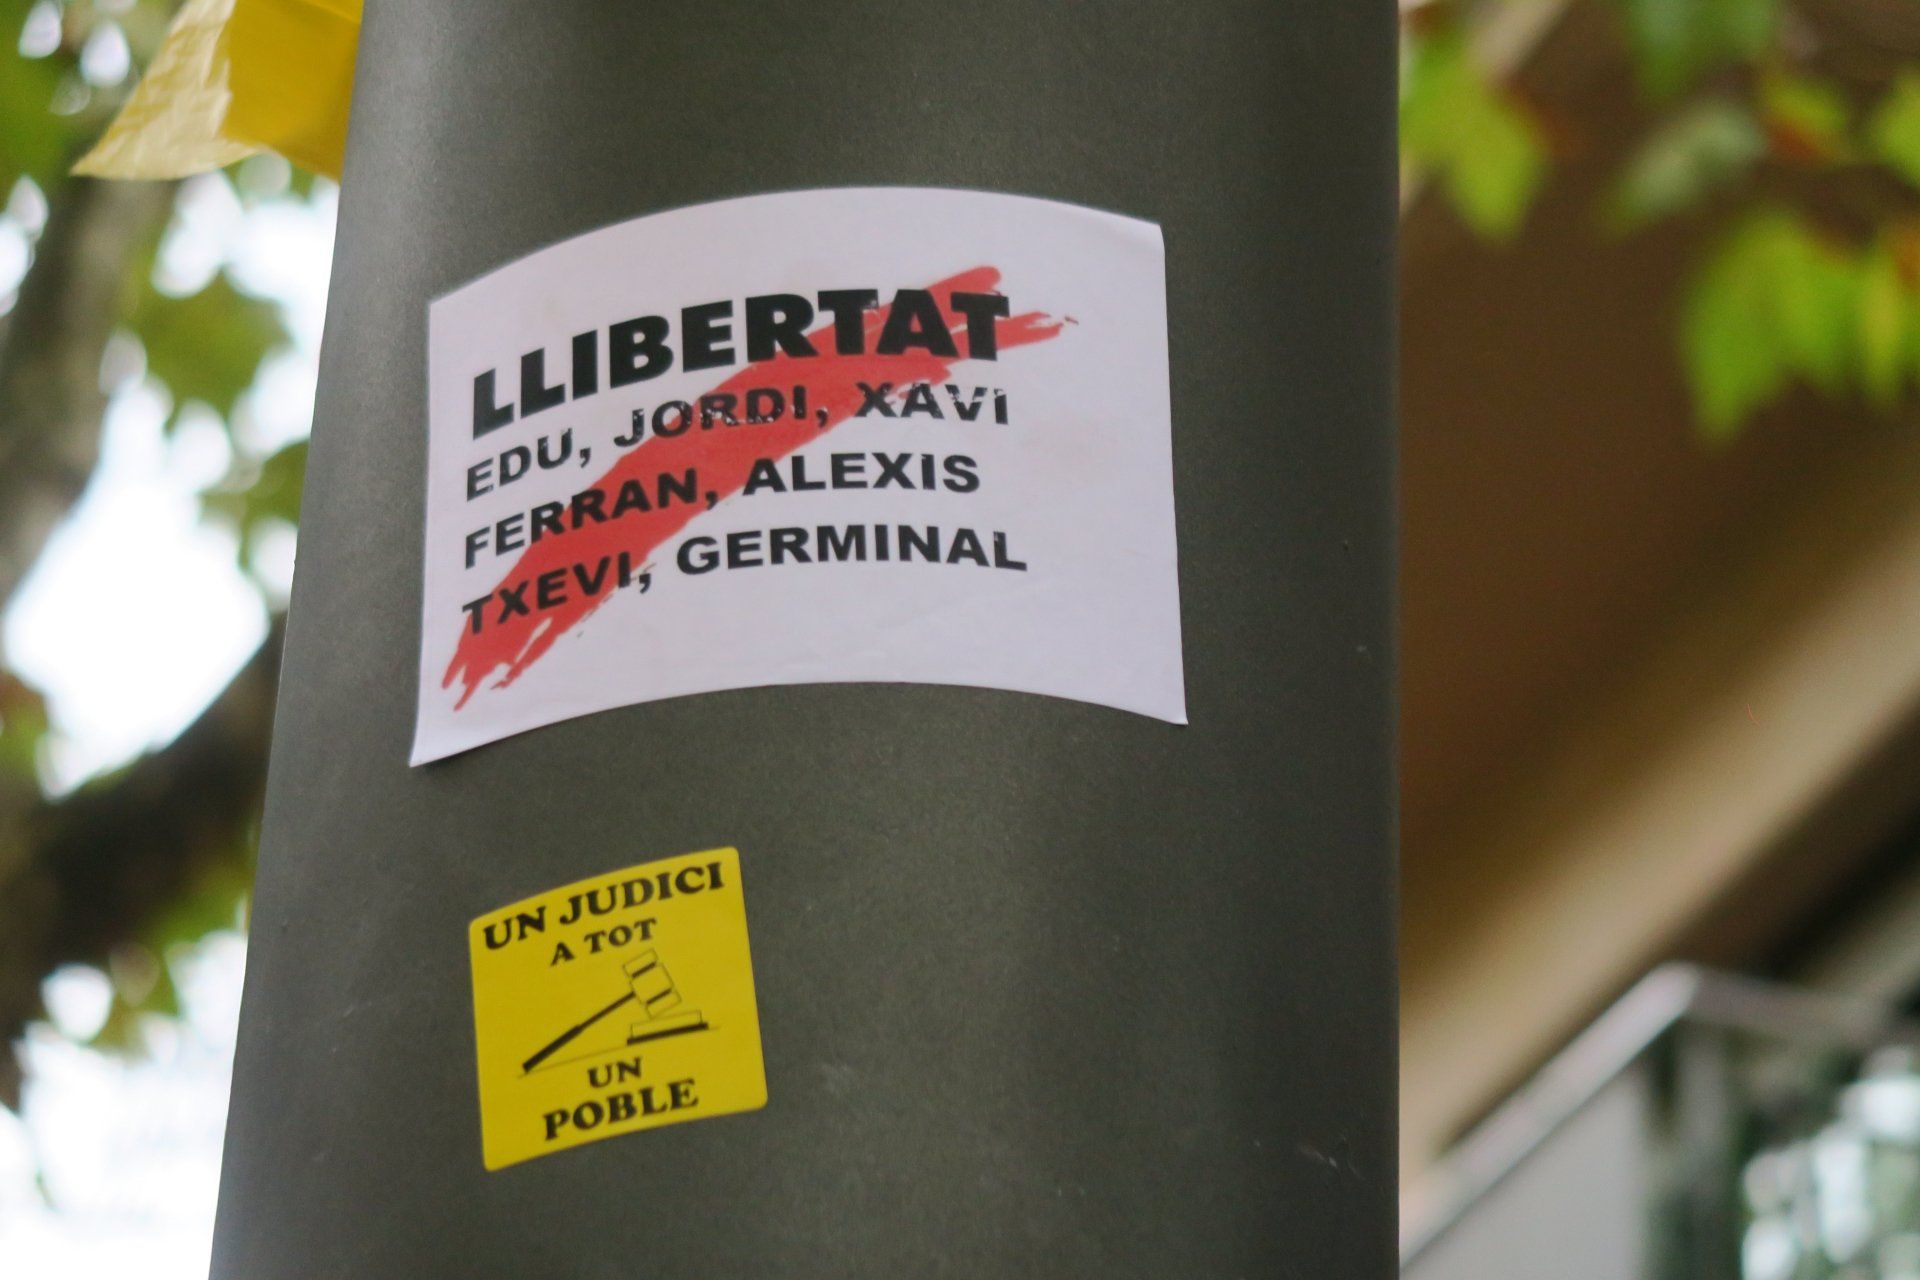 LLIBERTAT
EDU, JORDI, XAVI
FERRAN, ALEXIS
TXEVI, GERMINAL
UN JUDICI
A TOT
UN
POBLE